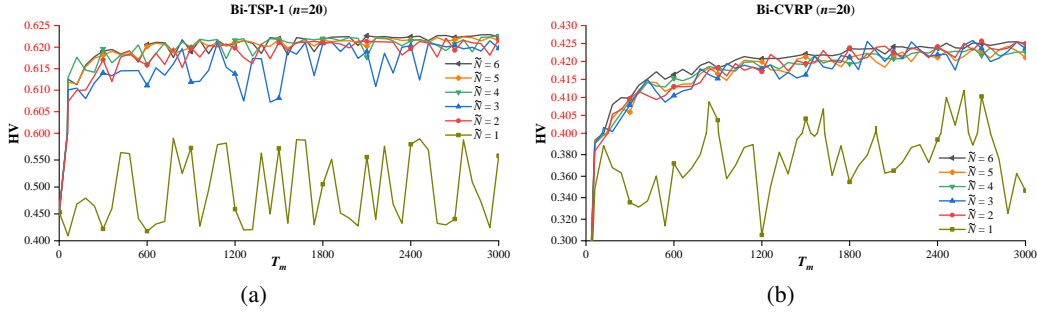 Bi-TSP-1 (n=20)
HV
0.625
0.620
0.615
0.610
0.605
0.600
0.550
0.500
0.450
0.400
0
600
1200
1800
2400
3000
T_m
Ñ = 6
Ñ = 5
Ñ = 4
Ñ = 3
Ñ = 2
Ñ = 1
(a)
Bi-CVRP (n=20)
HV
0.430
0.425
0.420
0.415
0.410
0.400
0.380
0.360
0.340
0.320
0.300
0
600
1200
1800
2400
3000
T_m
Ñ = 6
Ñ = 5
Ñ = 4
Ñ = 3
Ñ = 2
Ñ = 1
(b)